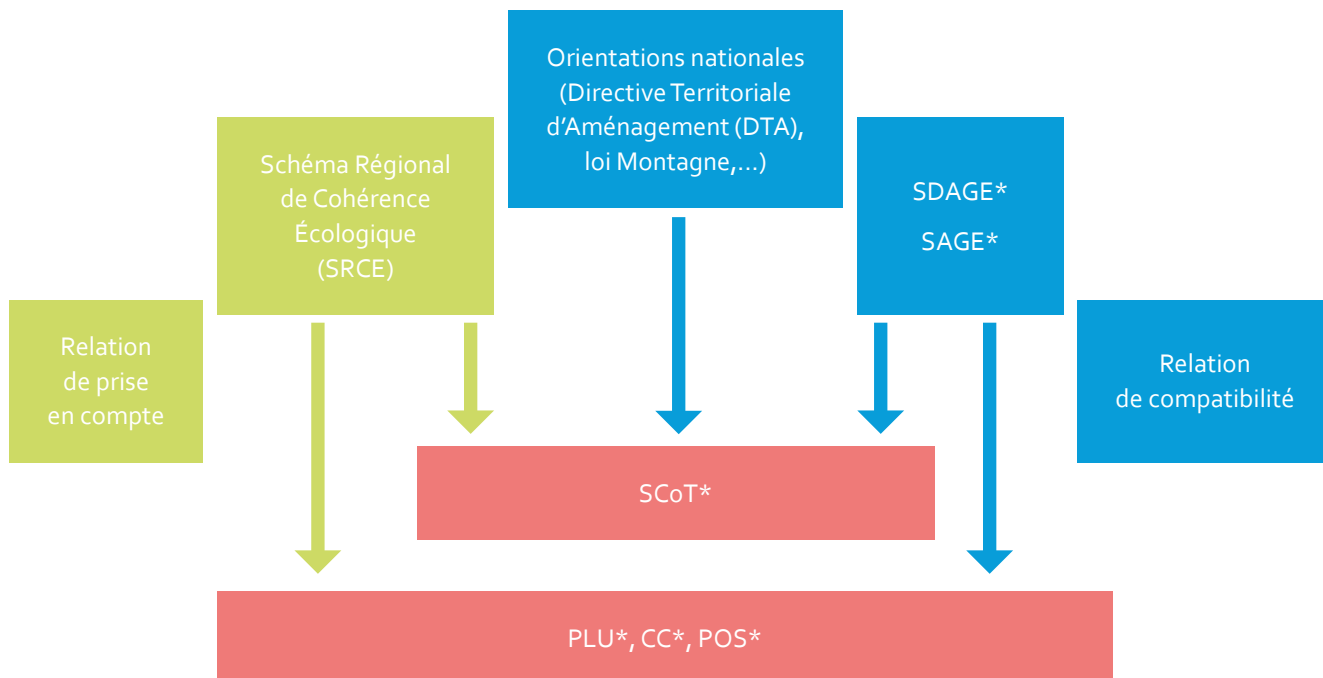 Orientations nationales
(Directive Territoriale
d'Aménagement (DTA),
loi Montagne,...)
Schéma Régional
de Cohérence
Écologique
(SRCE)
SDAGE*
SAGE*
Relation
de prise
en compte
Relation
de compatibilité
SCoT*
PLU*, CC*, POS*